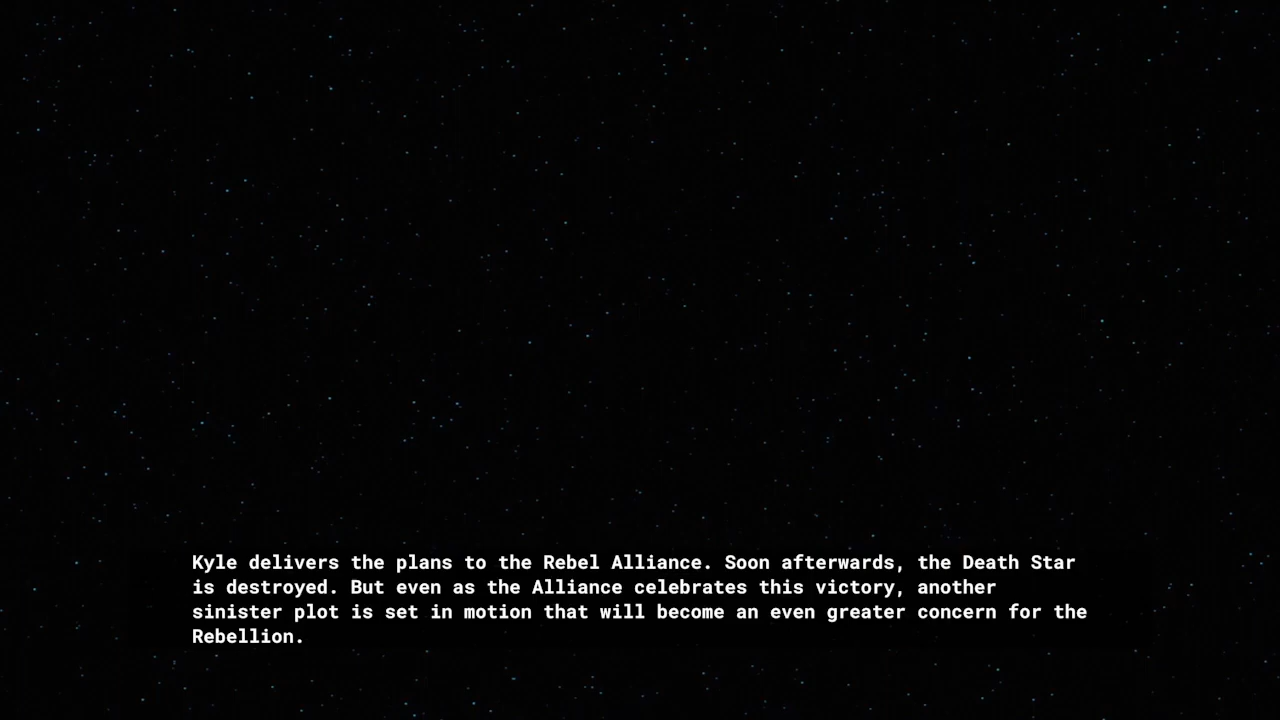 Kyle delivers the plans to the Rebel Alliance. Soon afterwards, the Death Star
is destroyed. But even as the Alliance celebrates this victory, another
sinister plot is set in motion that will become an even greater concern for the
Rebellion.